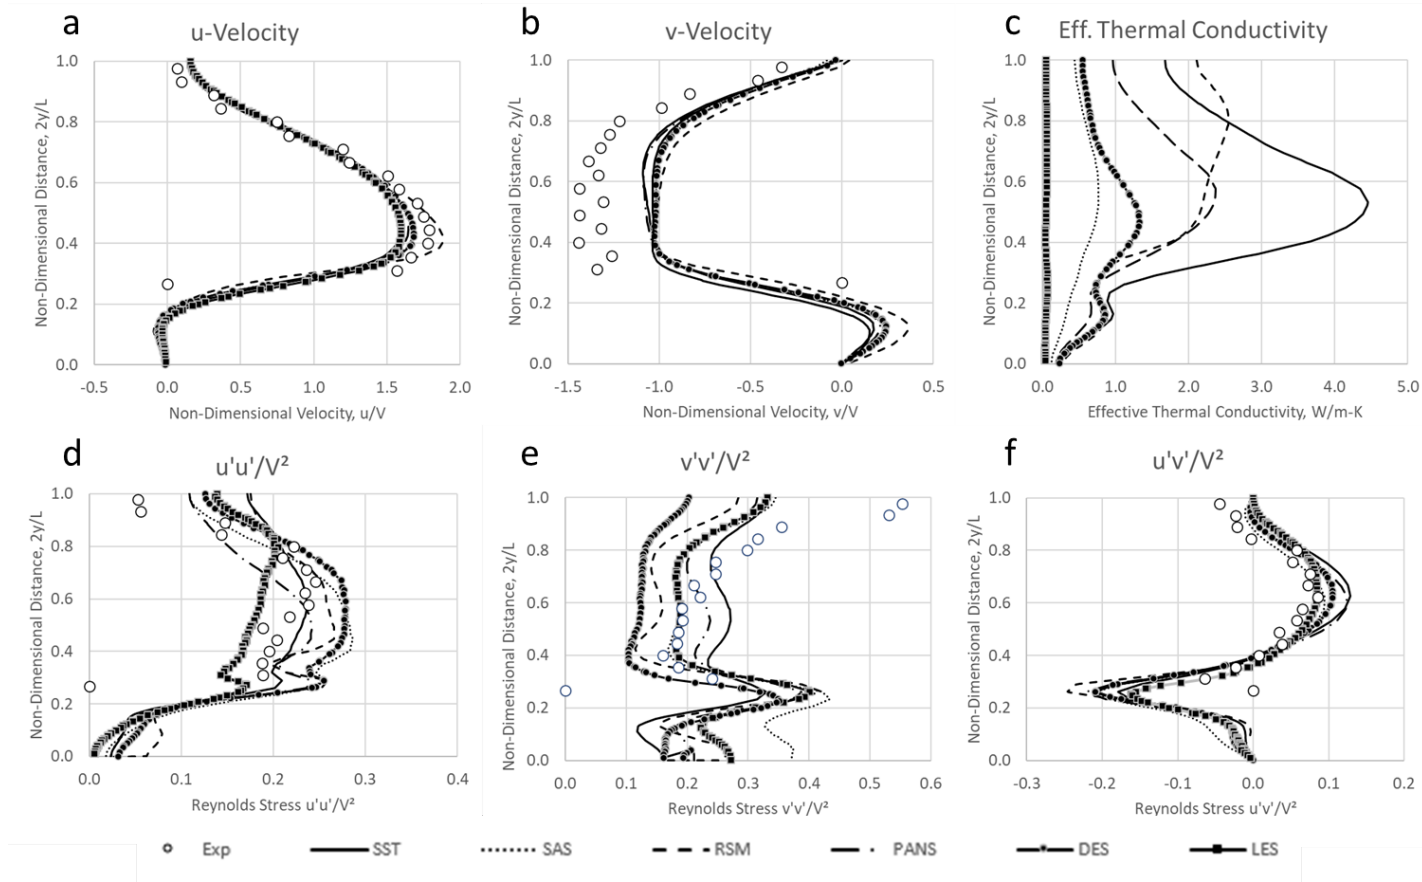 a
u-Velocity
Non-Dimensional Distance, 2y/L
1.0
0.8
0.6
0.4
0.2
0.0
-0.5 0.0 0.5 1.0 1.5 2.0
Non-Dimensional Velocity, u/V
b
v-Velocity
Non-Dimensional Distance, 2y/L
1.0
0.8
0.6
0.4
0.2
0.0
-1.5 -1.0 -0.5 0.0 0.5
Non-Dimensional Velocity, v/V
c
Eff. Thermal Conductivity
Non-Dimensional Distance, 2y/L
1.0
0.8
0.6
0.4
0.2
0.0
0.0 1.0 2.0 3.0 4.0 5.0
Effective Thermal Conductivity, W/m-K
d
u'u'/V²
Non-Dimensional Distance, 2y/L
1.0
0.8
0.6
0.4
0.2
0.0
0.0 0.1 0.2 0.3 0.4
Reynolds Stress u'u'/V²
e
v'v'/V²
Non-Dimensional Distance, 2y/L
1.0
0.8
0.6
0.4
0.2
0.0
0.0 0.1 0.2 0.3 0.4 0.5 0.6
Reynolds Stress v'v'/V²
f
u'v'/V²
Non-Dimensional Distance, 2y/L
1.0
0.8
0.6
0.4
0.2
0.0
-0.3 -0.2 -0.1 0.0 0.1 0.2
Reynolds Stress u'v'/V²
Exp SST SAS RSM PANS DES LES